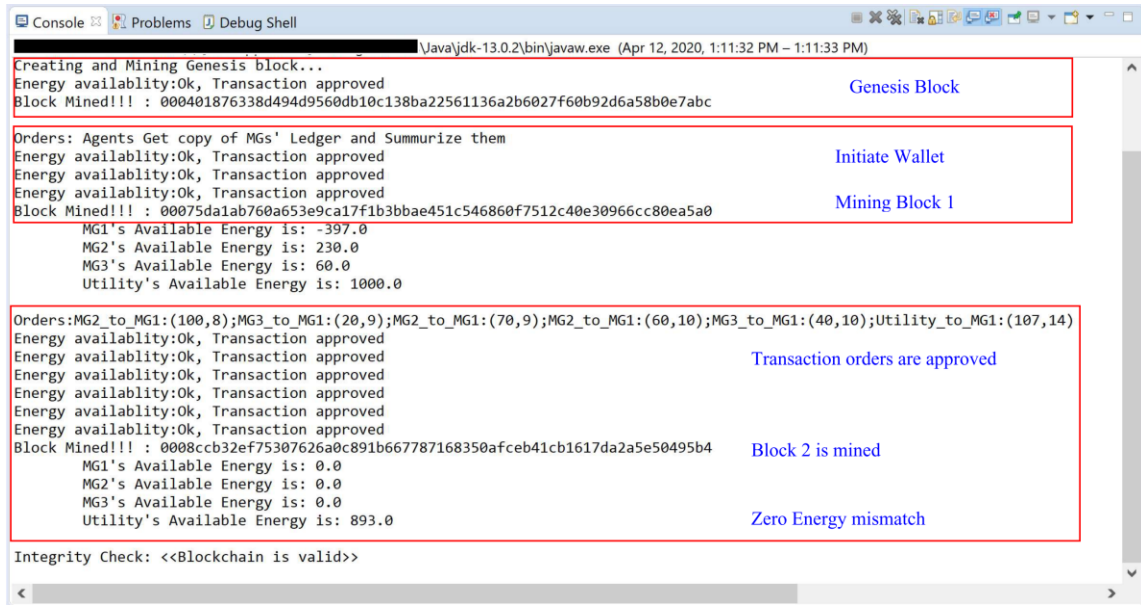 Console Problems Debug Shell
\Java\jdk-13.0.2\bin\javaw.exe (Apr 12, 2020, 1:11:32 PM – 1:11:33 PM)
Creating and Mining Genesis block...
Energy availablity:Ok, Transaction approved
Genesis Block
Block Mined!!! : 000401876338d494d9560db10c138ba22561136a2b6027f60b92d6a58b0e7abc
Orders: Agents Get copy of MGs' Ledger and Summurize them
Energy availablity:Ok, Transaction approved
Initiate Wallet
Energy availablity:Ok, Transaction approved
Energy availablity:Ok, Transaction approved
Mining Block 1
Block Mined!!! : 00075da1ab760a653e9ca17f1b3bbae451c546860f7512c40e30966cc80ea5a0
MG1's Available Energy is: -397.0
MG2's Available Energy is: 230.0
MG3's Available Energy is: 60.0
Utility's Available Energy is: 1000.0
Orders:MG2_to_MG1:(100,8);MG3_to_MG1:(20,9);MG2_to_MG1:(70,9);MG2_to_MG1:(60,10);MG3_to_MG1:(40,10);Utility_to_MG1:(107,14)
Energy availablity:Ok, Transaction approved
Energy availablity:Ok, Transaction approved
Transaction orders are approved
Energy availablity:Ok, Transaction approved
Energy availablity:Ok, Transaction approved
Energy availablity:Ok, Transaction approved
Energy availablity:Ok, Transaction approved
Block Mined!!! : 0008ccb32ef75307626a0c891b667787168350afceb41cb1617da2a5e50495b4
Block 2 is mined
MG1's Available Energy is: 0.0
MG2's Available Energy is: 0.0
MG3's Available Energy is: 0.0
Utility's Available Energy is: 893.0
Zero Energy mismatch
Integrity Check: <<Blockchain is valid>>